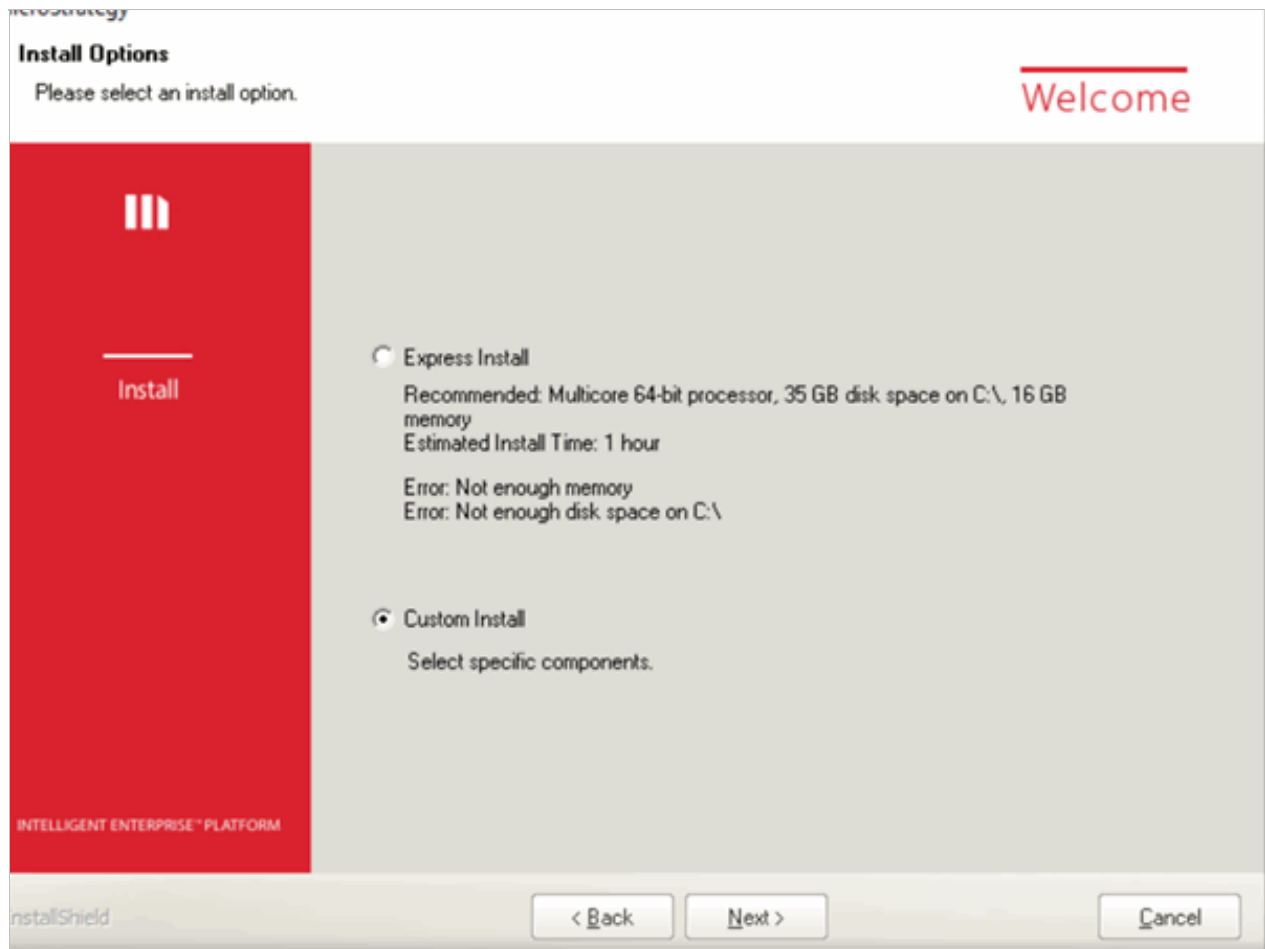 Install Options
Please select an install option.
Welcome
Install
Express Install
Recommended: Multicore 64-bit processor, 35 GB disk space on C:\, 16 GB
memory
Estimated Install Time: 1 hour
Error: Not enough memory
Error: Not enough disk space on C:\
Custom Install
Select specific components.
INTELLIGENT ENTERPRISE™ PLATFORM
nstallShield
< Back
Next >
Cancel